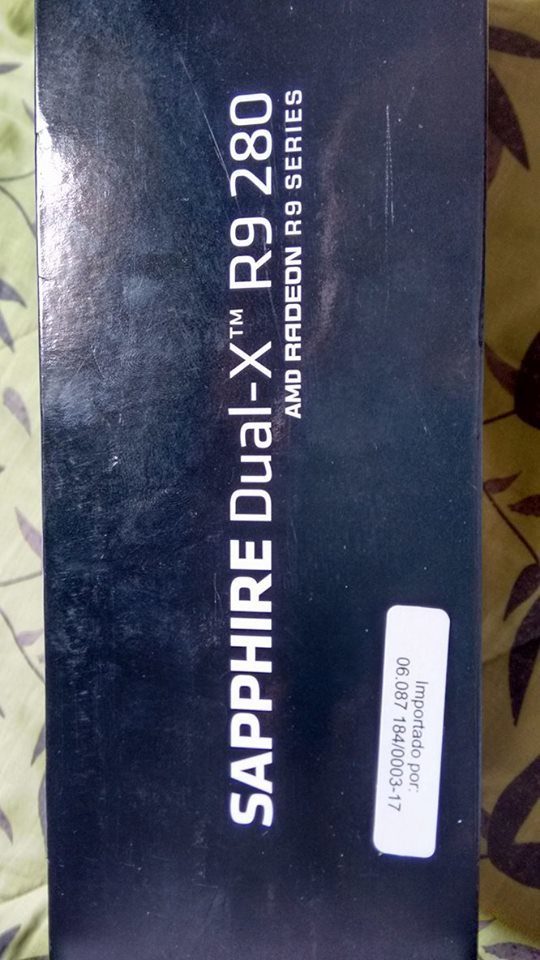 SAPPHIRE Dual-X™ R9 280
AMD RADEON R9 SERIES
Importado por:
06.087 184/0003-17